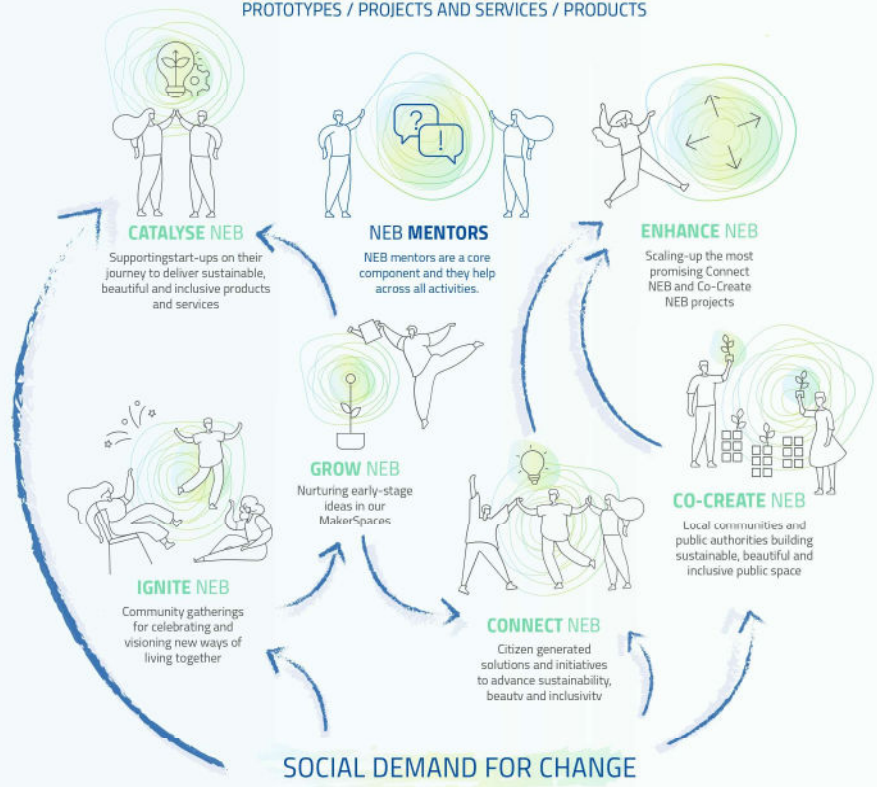 PROTOTYPES / PROJECTS AND SERVICES / PRODUCTS
?
!
CATALYSE NEB
Supportingstart-ups on their
journey to deliver sustainable,
beautiful and inclusive products
and services
NEB MENTORS
NEB mentors are a core
component and they help
across all activities.
ENHANCE NEB
Scaling-up the most
promising Connect
NEB and Co-Create
NEB projects
GROW NEB
Nurturing early-stage
ideas in our
MakerSpaces
CO-CREATE NEB
Local communities and
public authorities building
sustainable, beautiful and
inclusive public space
IGNITE NEB
Community gatherings
for celebrating and
visioning new ways of
living together
CONNECT NEB
Citizen generated
solutions and initiatives
to advance sustainability,
beauty and inclusivity
SOCIAL DEMAND FOR CHANGE